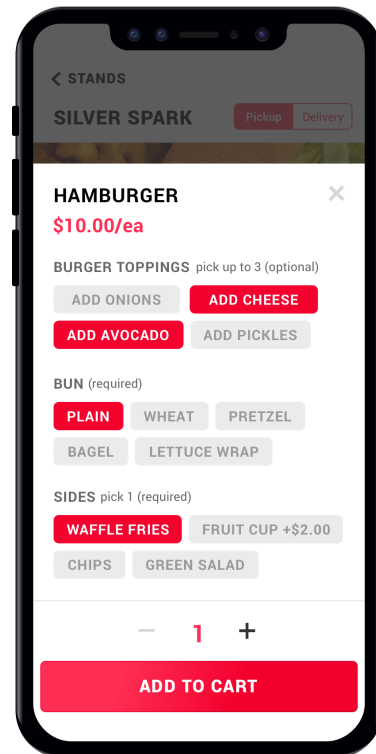 STANDS
SILVER SPARK Pickup Delivery
HAMBURGER
$10.00/ea
BURGER TOPPINGS pick up to 3 (optional)
ADD ONIONS ADD CHEESE
ADD AVOCADO ADD PICKLES
BUN (required)
PLAIN WHEAT PRETZEL
BAGEL LETTUCE WRAP
SIDES pick 1 (required)
WAFFLE FRIES FRUIT CUP +$2.00
CHIPS GREEN SALAD
1
ADD TO CART